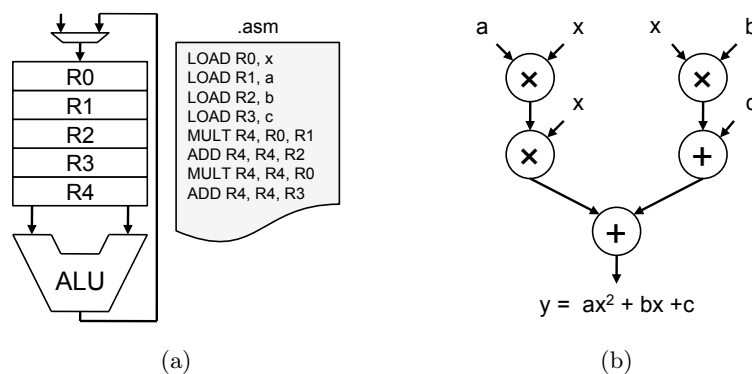 .asm
R0
R1
R2
R3
R4
ALU
LOAD R0, x
LOAD R1, a
LOAD R2, b
LOAD R3, c
MULT R4, R0, R1
ADD R4, R4, R2
MULT R4, R4, R0
ADD R4, R4, R3
(a)
a x x b
× ×
x c
× +
+
y = ax² + bx +c
(b)